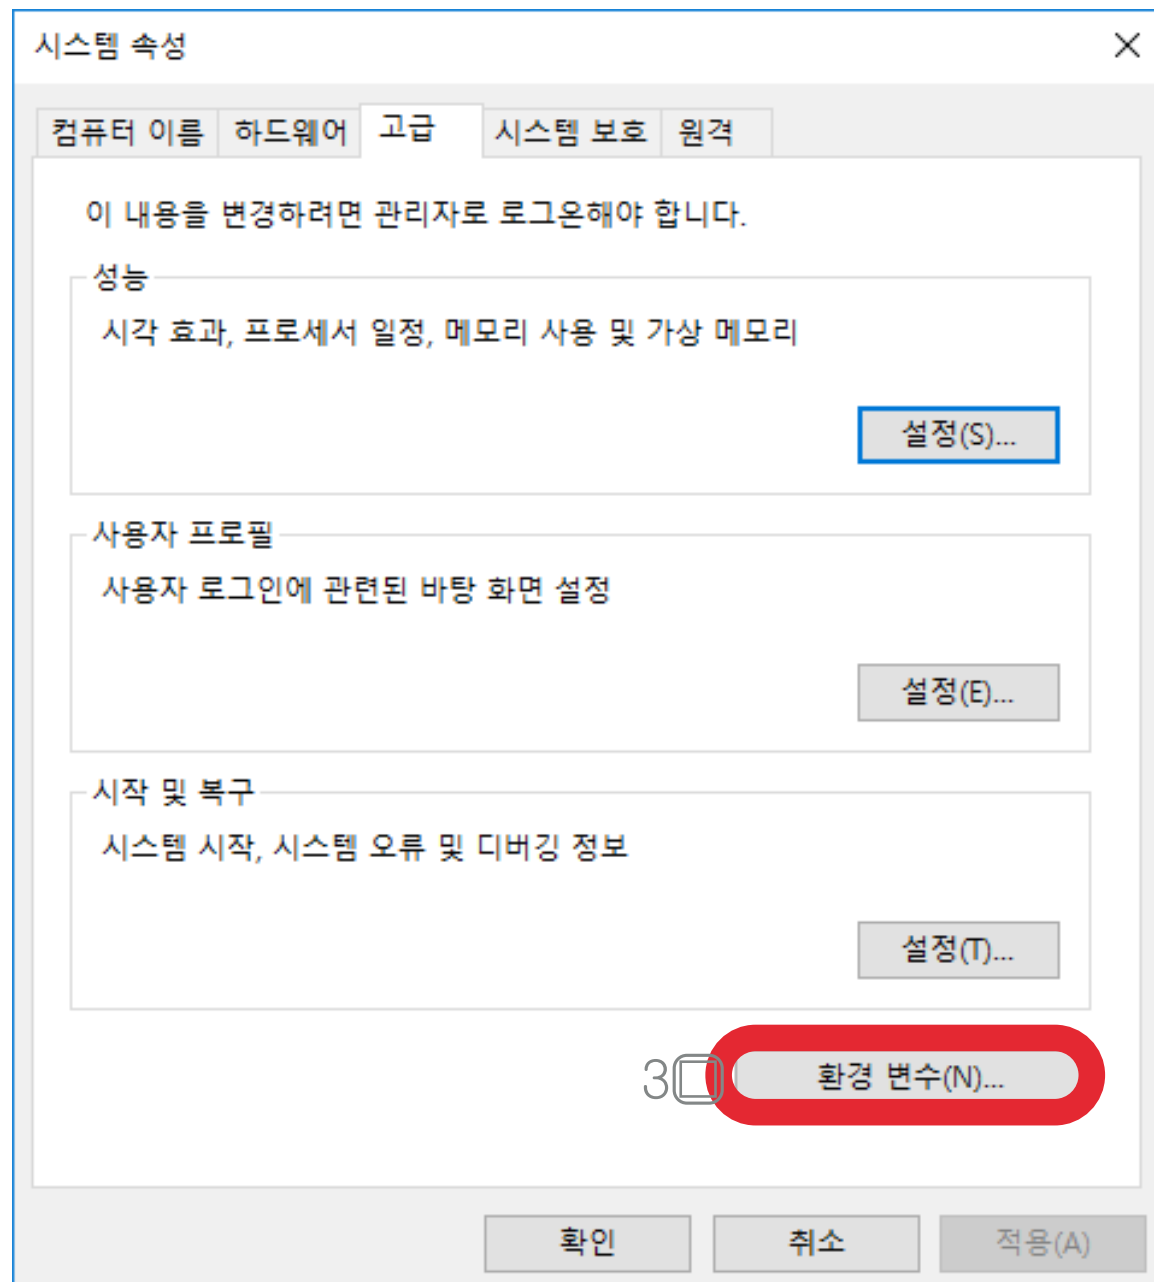 시스템 속성
컴퓨터 이름 하드웨어 고급 시스템 보호 원격
이 내용을 변경하려면 관리자로 로그온해야 합니다.
성능
시각 효과, 프로세서 일정, 메모리 사용 및 가상 메모리
설정(S)...
사용자 프로필
사용자 로그인에 관련된 바탕 화면 설정
설정(E)...
시작 및 복구
시스템 시작, 시스템 오류 및 디버깅 정보
설정(T)...
3 환경 변수(N)...
확인 취소 적용(A)